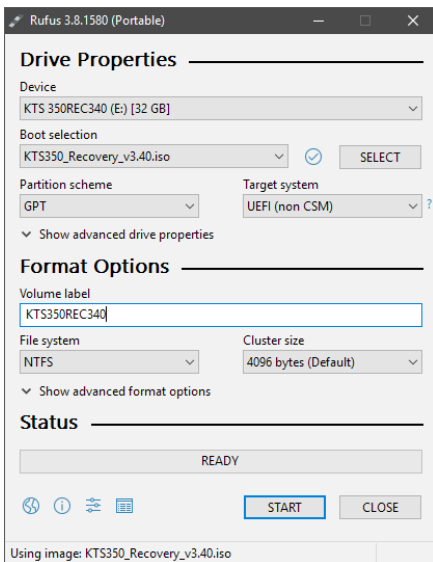 Rufus 3.8.1580 (Portable)
Drive Properties
Device
KTS 350REC340 (E:) [32 GB]
Boot selection
KTS350_Recovery_v3.40.iso
SELECT
Partition scheme
Target system
GPT
UEFI (non CSM)
?
Show advanced drive properties
Format Options
Volume label
KTS350REC340
File system
Cluster size
NTFS
4096 bytes (Default)
Show advanced format options
Status
READY
START
CLOSE
Using image: KTS350_Recovery_v3.40.iso